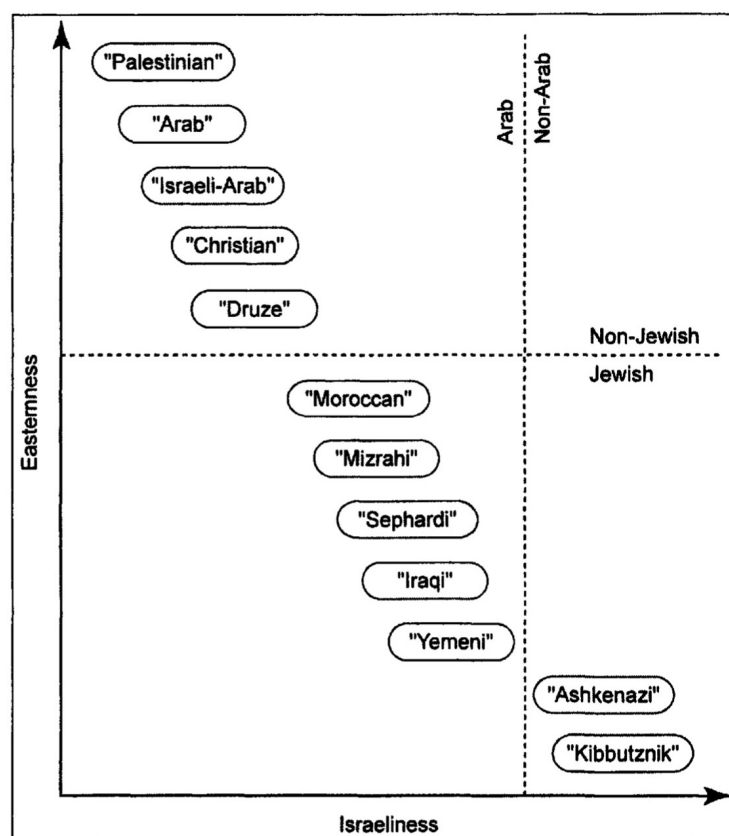 "Palestinian"
"Arab"
"Israeli-Arab"
"Christian"
"Druze"
Arab
Non-Arab
Non-Jewish
Jewish
"Moroccan"
"Mizrahi"
"Sephardi"
"Iraqi"
"Yemeni"
"Ashkenazi"
"Kibbutznik"
Easternness
Israeliness